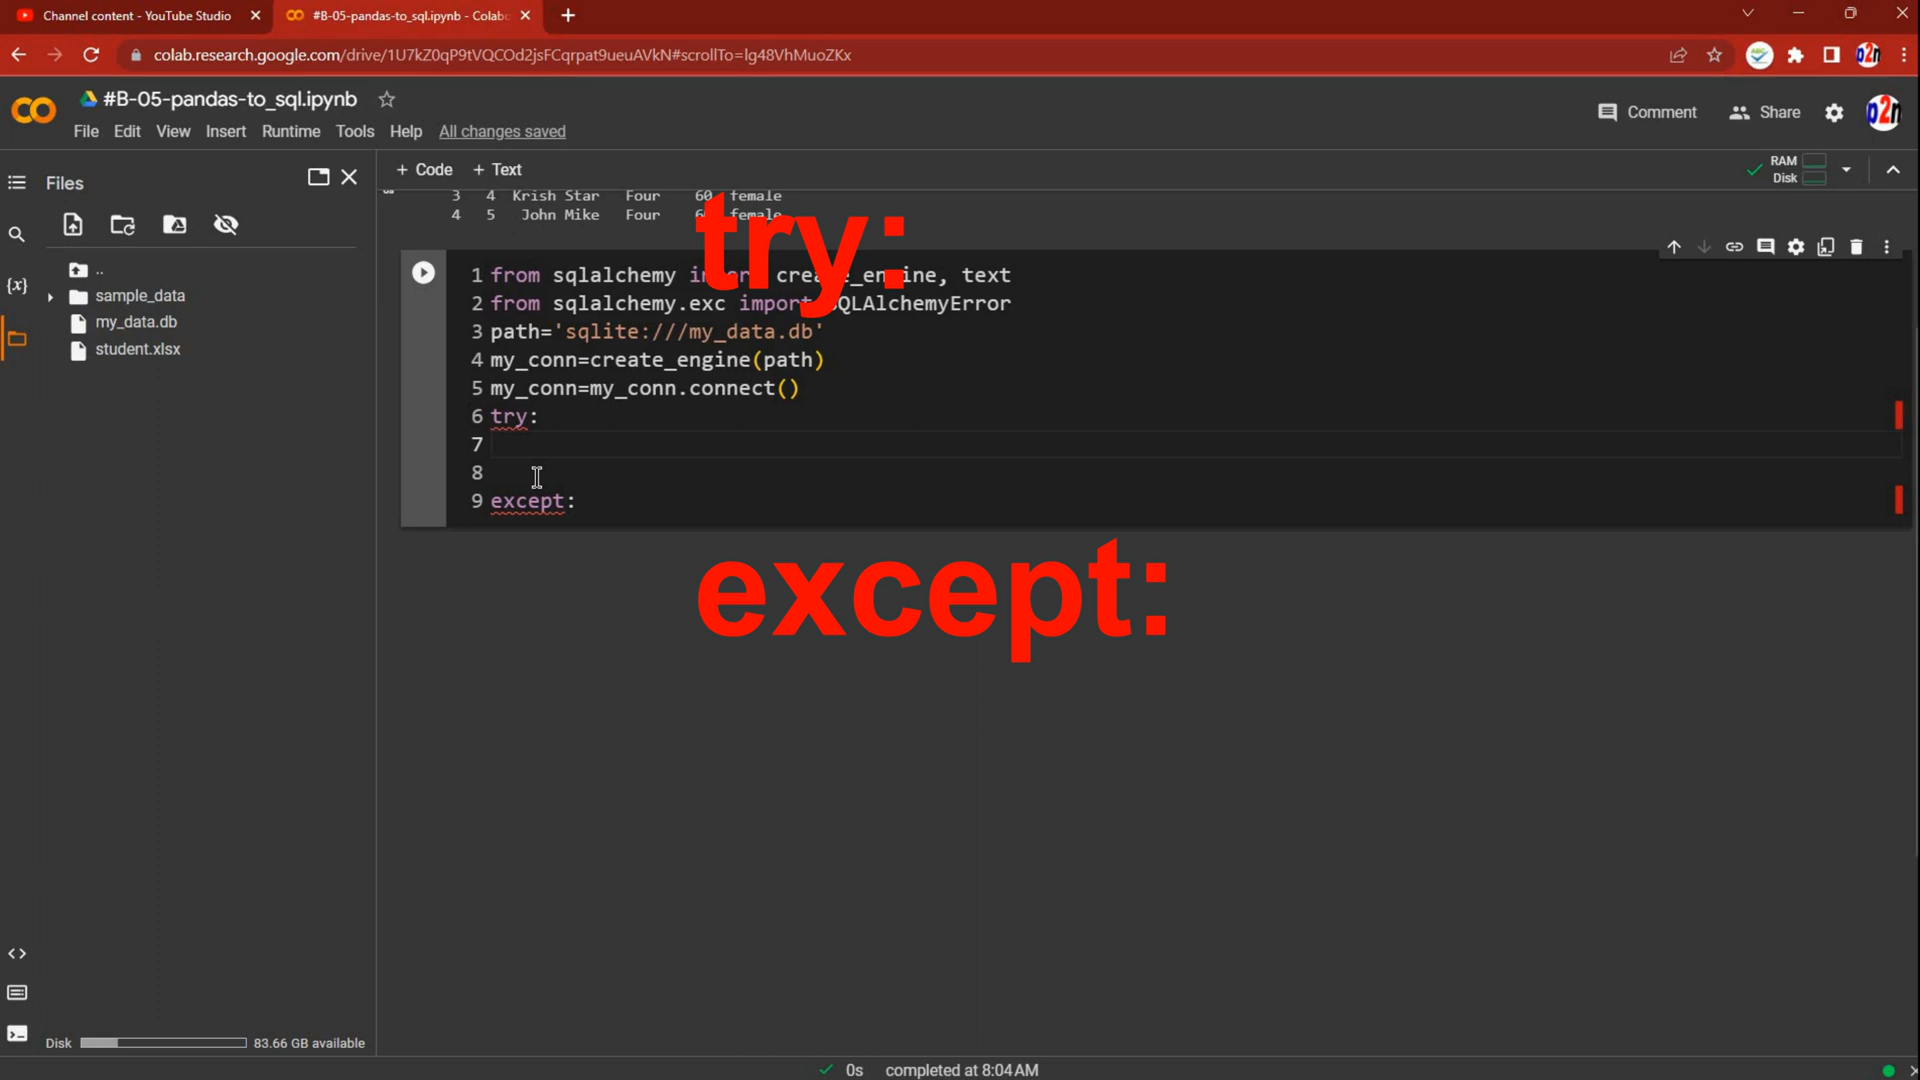 Channel content - YouTube Studio
#B-05-pandas-to_sql.ipynb - Colab
colab.research.google.com/drive/1U7kZ0qP9tVQCOd2jsFCqrpat9ueuAVkN#scrollTo=lg48VhMuoZKx
#B-05-pandas-to_sql.ipynb
Comment
Share
File Edit View Insert Runtime Tools Help All changes saved
Files
+ Code + Text
RAM
Disk
..
sample_data
my_data.db
student.xlsx
3 4 Krish Star Four 60 female
4 5 John Mike Four female
try:
1 from sqlalchemy import create_engine, text
2 from sqlalchemy.exc import SQLAlchemyError
3 path='sqlite:///my_data.db'
4 my_conn=create_engine(path)
5 my_conn=my_conn.connect()
6 try:
7
8
9 except:
except:
Disk 83.66 GB available
0s completed at 8:04 AM